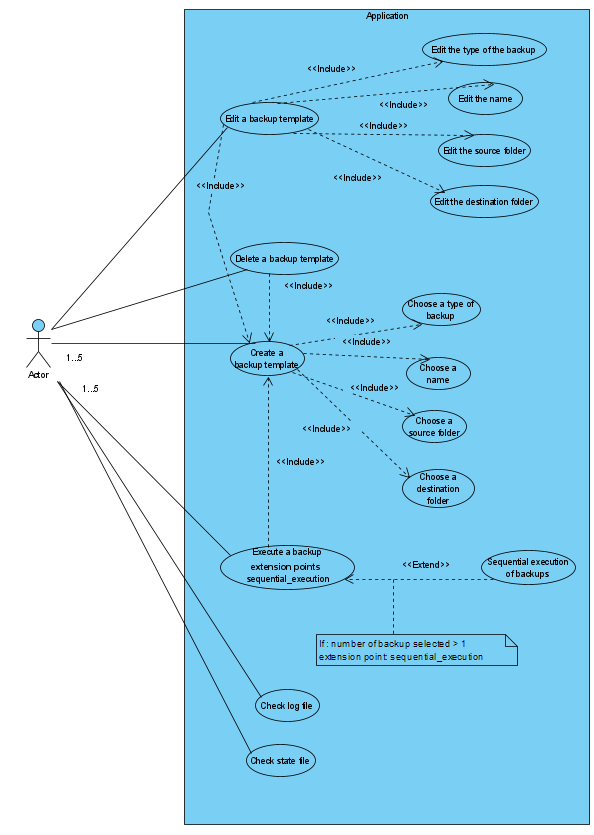 Application
Edit the type of the backup
<<Include>>
Edit the name
<<Include>>
Edit a backup template
<<Include>>
Edit the source folder
<<Include>>
<<Include>>
Edit the destination folder
Delete a backup template
<<Include>>
Choose a type of
backup
<<Include>>
<<Include>>
1...5
Create a
backup template
Actor
Choose a
name
1...5
<<Include>>
Choose a
source folder
<<Include>>
<<Include>>
Choose a
destination
folder
Execute a backup
extension points
sequential_execution
<<Extend>>
Sequential execution
of backups
If : number of backup selected > 1
extension point: sequential_execution
Check log file
Check state file